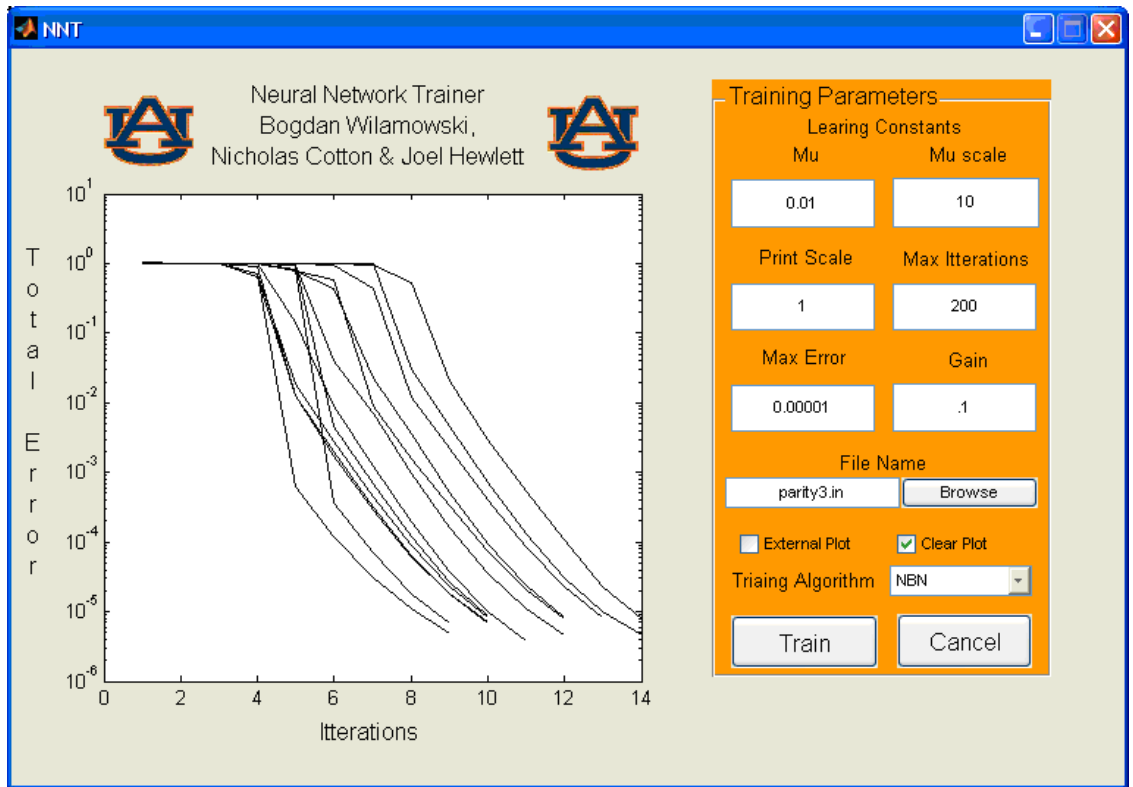 NNT
Neural Network Trainer
Bogdan Wilamowski,
Nicholas Cotton & Joel Hewlett
Total Error
10^1
10^0
10^-1
10^-2
10^-3
10^-4
10^-5
10^-6
0 2 4 6 8 10 12 14
Itterations
Training Parameters
Learing Constants
Mu Mu scale
0.01 10
Print Scale Max Itterations
1 200
Max Error Gain
0.00001 .1
File Name
parity3.in Browse
External Plot Clear Plot
Triaing Algorithm NBN
Train Cancel